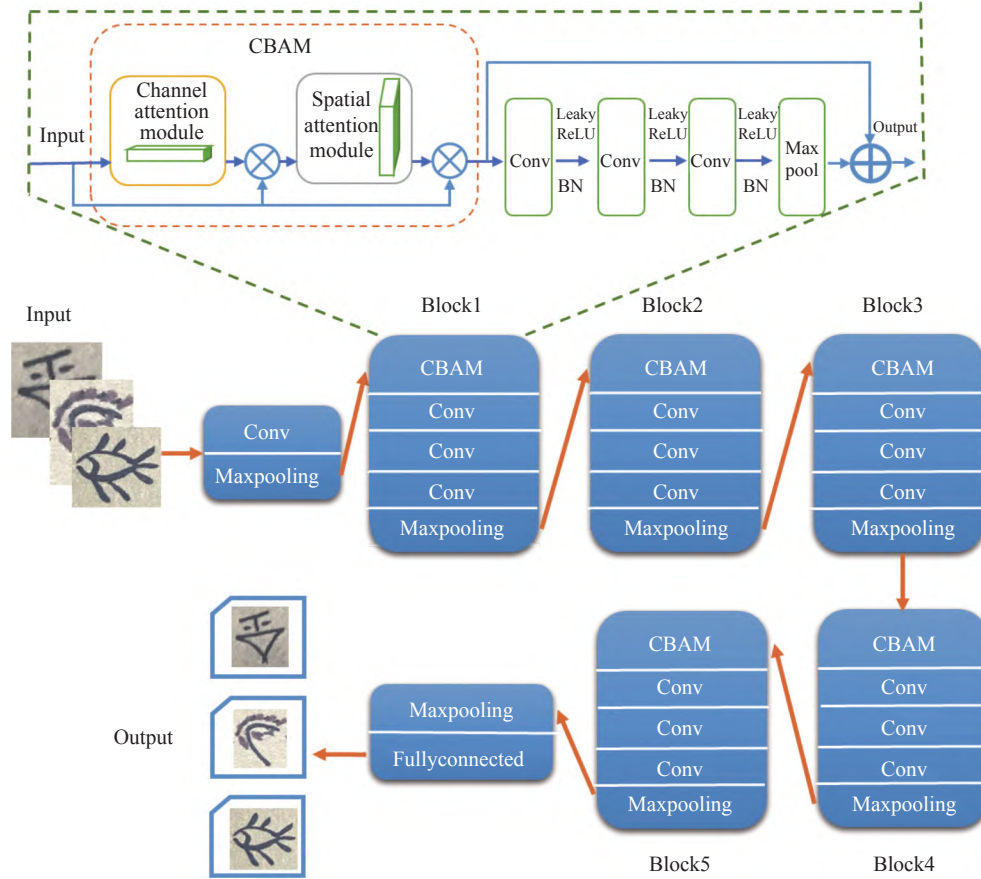 CBAM
Input
Channel
attention
module
Spatial
attention
module
Conv
Leaky
ReLU
BN
Conv
Leaky
ReLU
BN
Conv
Leaky
ReLU
BN
Max
pool
Output
Input
Conv
Maxpooling
Block1
CBAM
Conv
Conv
Conv
Maxpooling
Block2
CBAM
Conv
Conv
Conv
Maxpooling
Block3
CBAM
Conv
Conv
Conv
Maxpooling
CBAM
Conv
Conv
Conv
Maxpooling
Block4
CBAM
Conv
Conv
Conv
Maxpooling
Block5
Maxpooling
Fullyconnected
Output